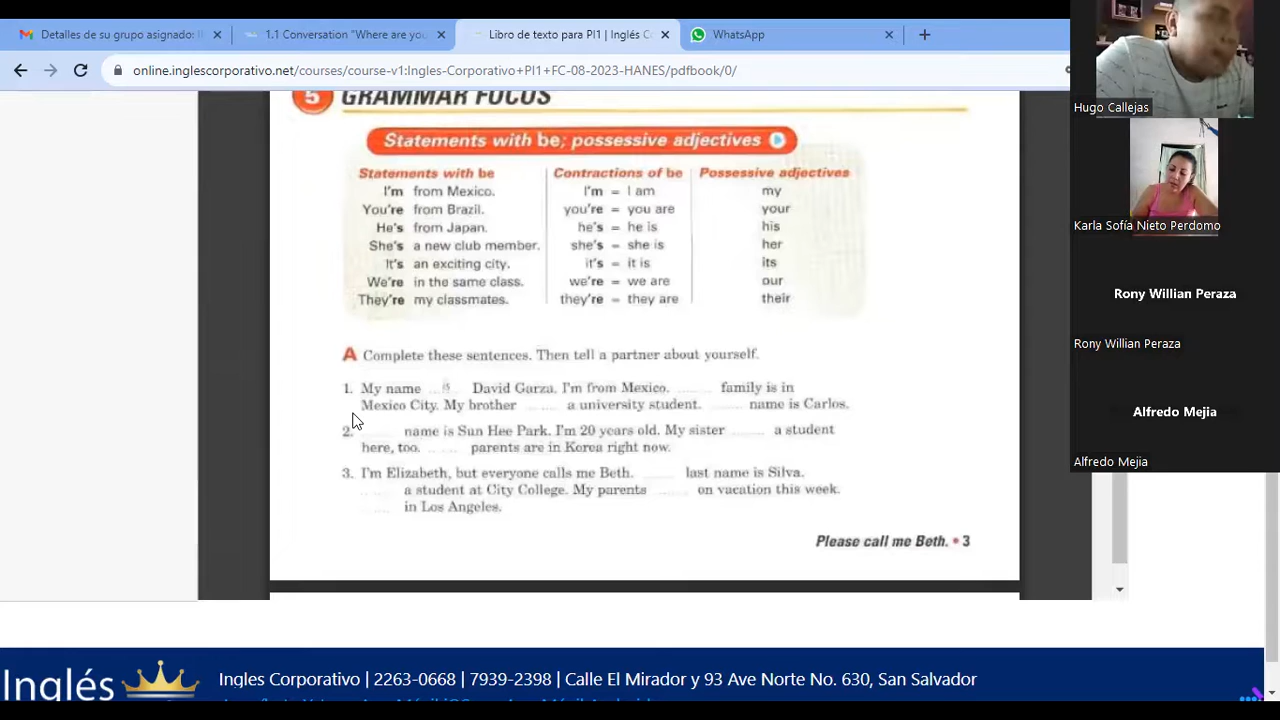 Detalles de su grupo asignado: I
1.1 Conversation "Where are you
Libro de texto para PI1 | Inglés C
WhatsApp
online.inglescorporativo.net/courses/course-v1:Ingles-Corporativo+PI1+FC-08-2023-HANES/pdfbook/0/
5 GRAMMAR FOCUS
Statements with be; possessive adjectives
Statements with be Contractions of be Possessive adjectives
I'm from Mexico. I'm = I am my
You're from Brazil. you're = you are your
He's from Japan. he's = he is his
She's a new club member. she's = she is her
It's an exciting city. it's = it is its
We're in the same class. we're = we are our
They're my classmates. they're = they are their
A Complete these sentences. Then tell a partner about yourself.
1. My name ... is ... David Garza. I'm from Mexico. ........ family is in
Mexico City. My brother ........ a university student. ........ name is Carlos.
2. ........ name is Sun Hee Park. I'm 20 years old. My sister ........ a student
here, too. ........ parents are in Korea right now.
3. I'm Elizabeth, but everyone calls me Beth. ........ last name is Silva.
........ a student at City College. My parents ........ on vacation this week.
........ in Los Angeles.
Please call me Beth. • 3
Hugo Callejas
Karla Sofía Nieto Perdomo
Rony Willian Peraza
Rony Willian Peraza
Alfredo Mejia
Alfredo Mejia
Inglés
Ingles Corporativo | 2263-0668 | 7939-2398 | Calle El Mirador y 93 Ave Norte No. 630, San Salvador